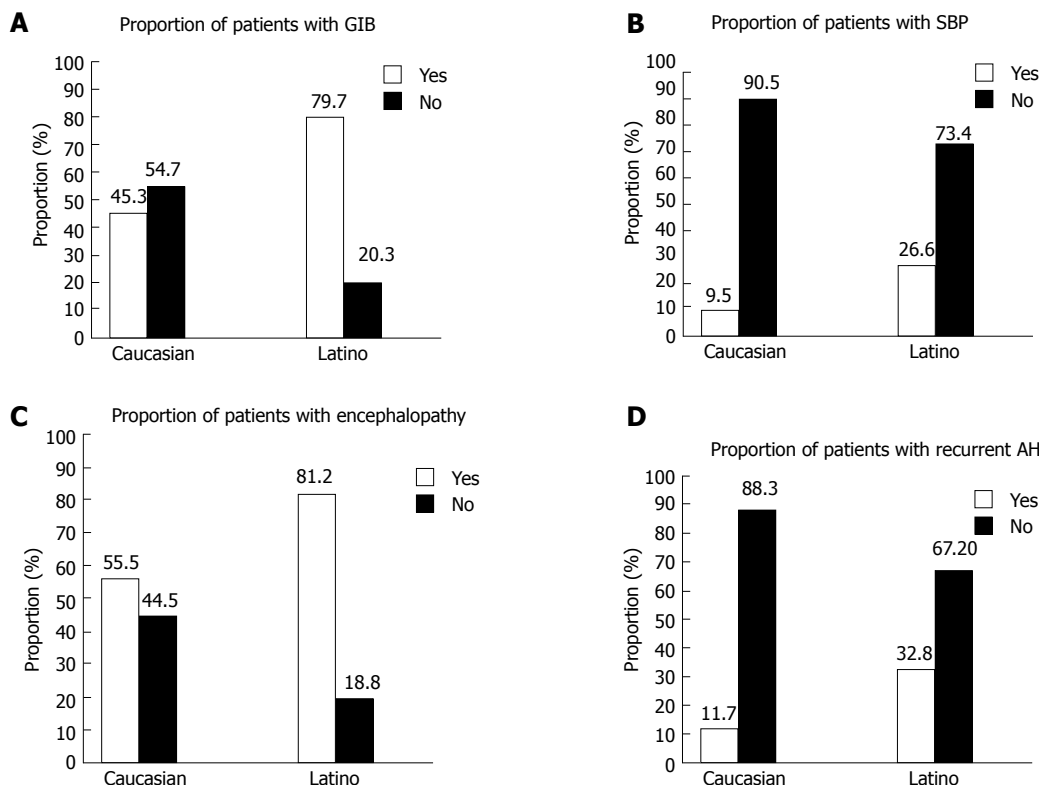 A
Proportion of patients with GIB
Proportion (%)
100
90
80
70
60
50
40
30
20
10
0
Yes
No
45.3
54.7
79.7
20.3
Caucasian
Latino
B
Proportion of patients with SBP
Proportion (%)
100
90
80
70
60
50
40
30
20
10
0
Yes
No
9.5
90.5
26.6
73.4
Caucasian
Latino
C
Proportion of patients with encephalopathy
Proportion (%)
100
90
80
70
60
50
40
30
20
10
0
Yes
No
55.5
44.5
81.2
18.8
Caucasian
Latino
D
Proportion of patients with recurrent AH
Proportion (%)
100
90
80
70
60
50
40
30
20
10
0
Yes
No
11.7
88.3
32.8
67.20
Caucasian
Latino